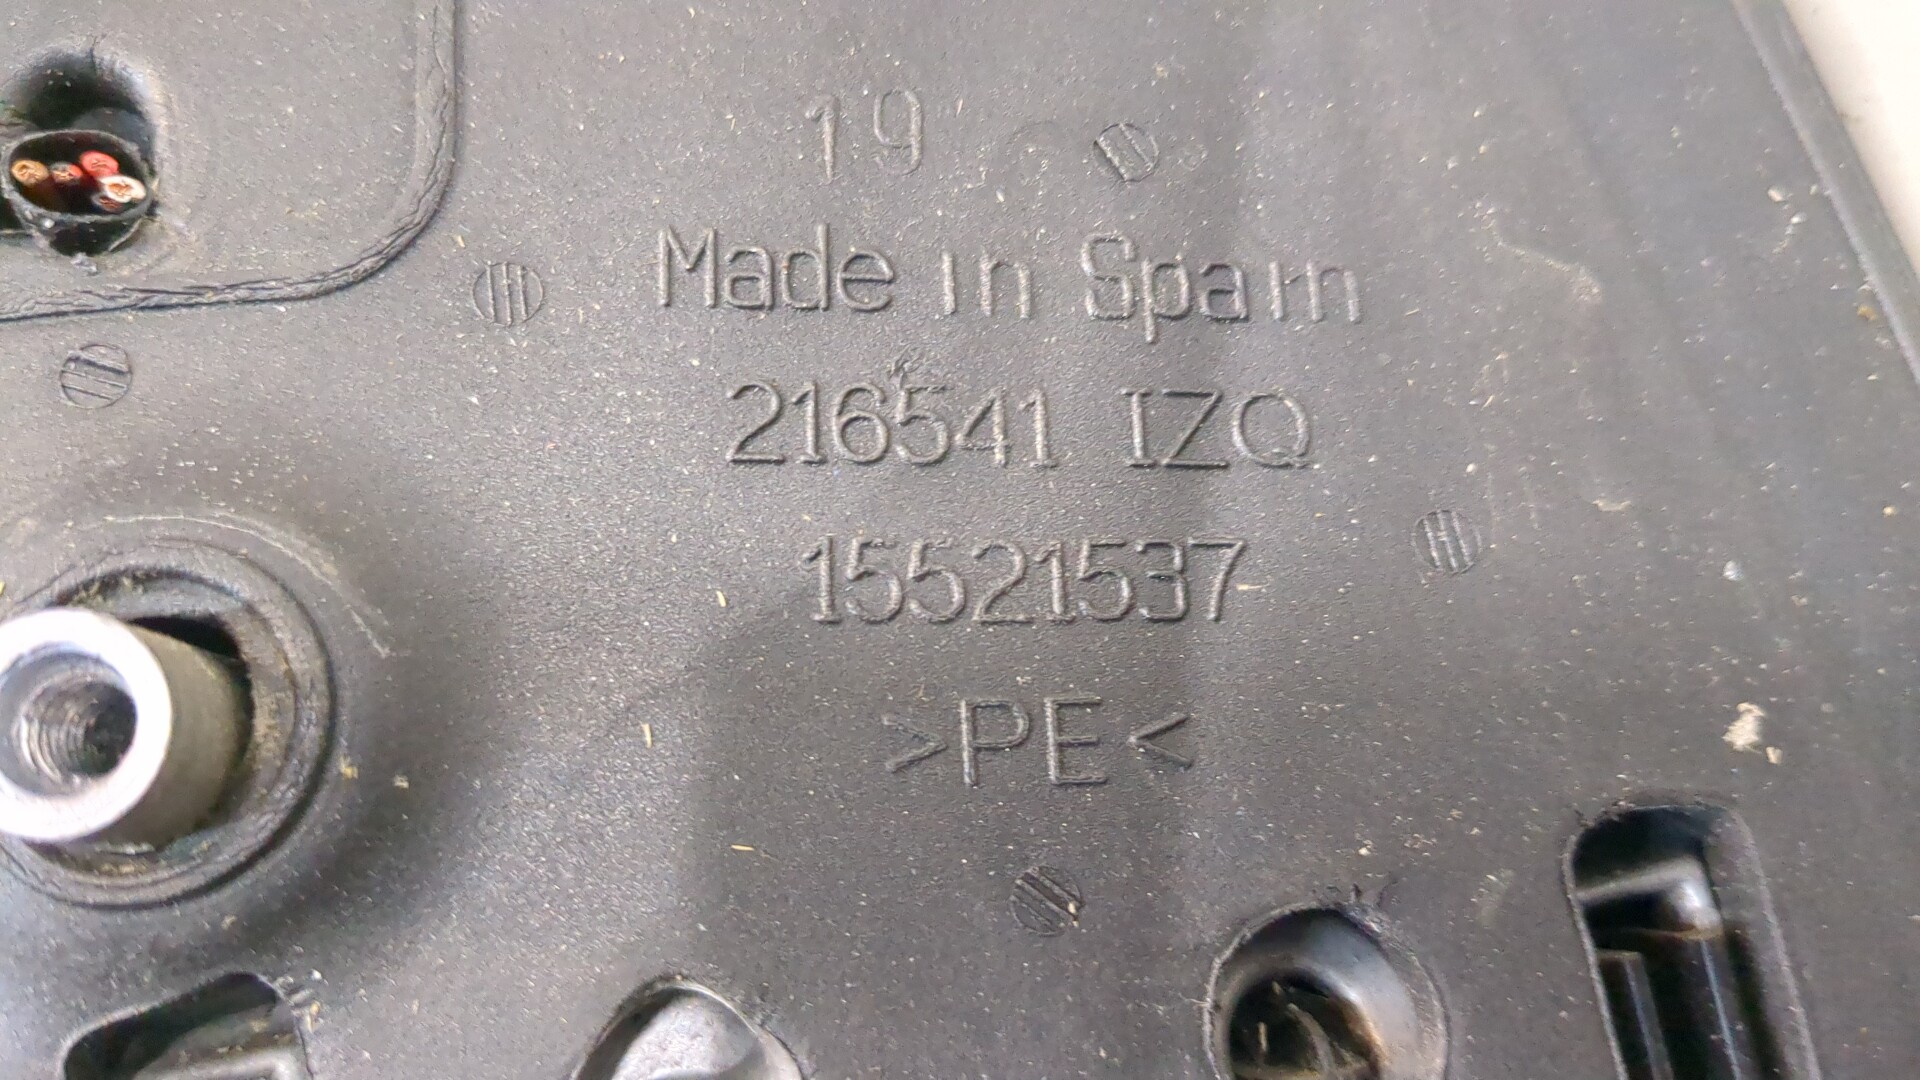 19
Made in Spain
216541 IZQ
15521537
>PE<